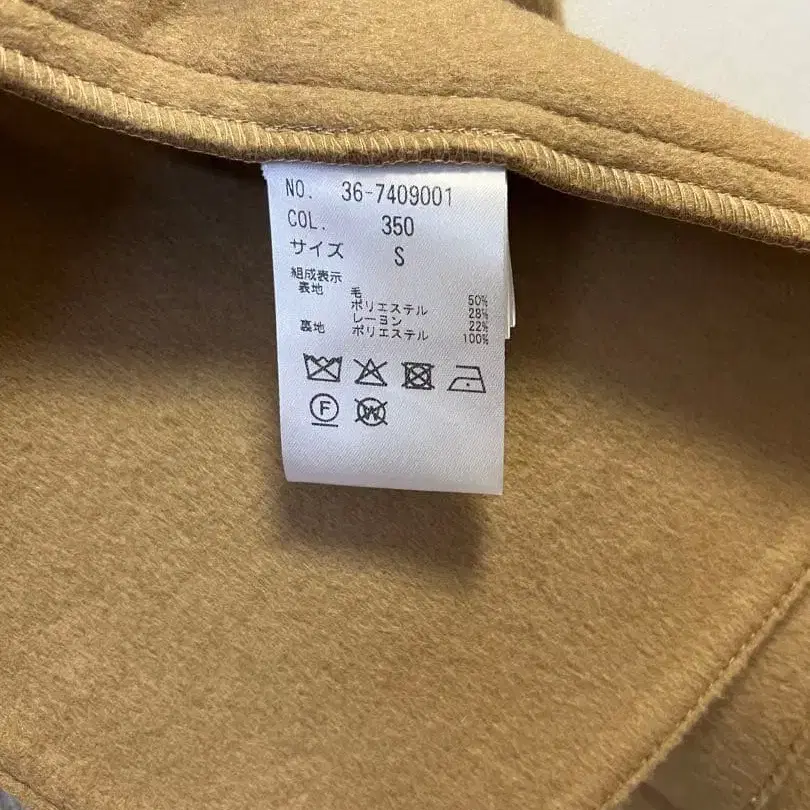 NO. 36-7409001
COL. 350
サイズ S
組成表示
表地 毛 50%
ポリエステル 28%
レーヨン 22%
裏地 ポリエステル 100%
F
W